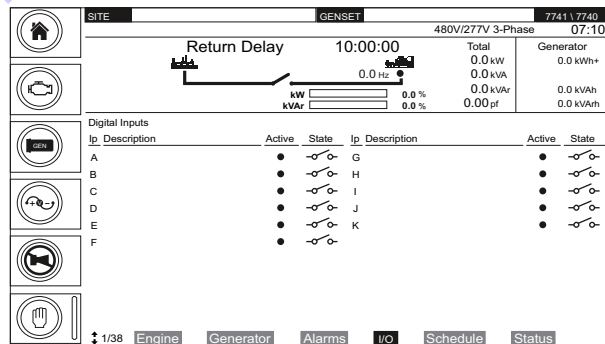 SITE GENSET 7741 \ 7740
480V/277V 3-Phase 07:10
Return Delay 10:00:00 Total Generator
0.0 kW 0.0 kWh+
0.0 Hz 0.0 kVA
kW 0.0 % 0.0 kVAr 0.0 kVAh
kVAr 0.0 % 0.00 pf 0.0 kVArh
Digital Inputs
Ip Description Active State Ip Description Active State
GEN
A G
B H
C I
D J
E K
F
1/38 Engine Generator Alarms I/O Schedule Status